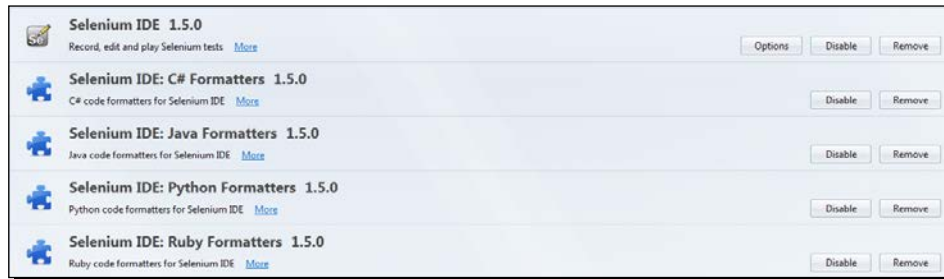 Selenium IDE 1.5.0
Record, edit and play Selenium tests More
Options Disable Remove
Selenium IDE: C# Formatters 1.5.0
C# code formatters for Selenium IDE More
Disable Remove
Selenium IDE: Java Formatters 1.5.0
Java code formatters for Selenium IDE More
Disable Remove
Selenium IDE: Python Formatters 1.5.0
Python code formatters for Selenium IDE More
Disable Remove
Selenium IDE: Ruby Formatters 1.5.0
Ruby code formatters for Selenium IDE More
Disable Remove